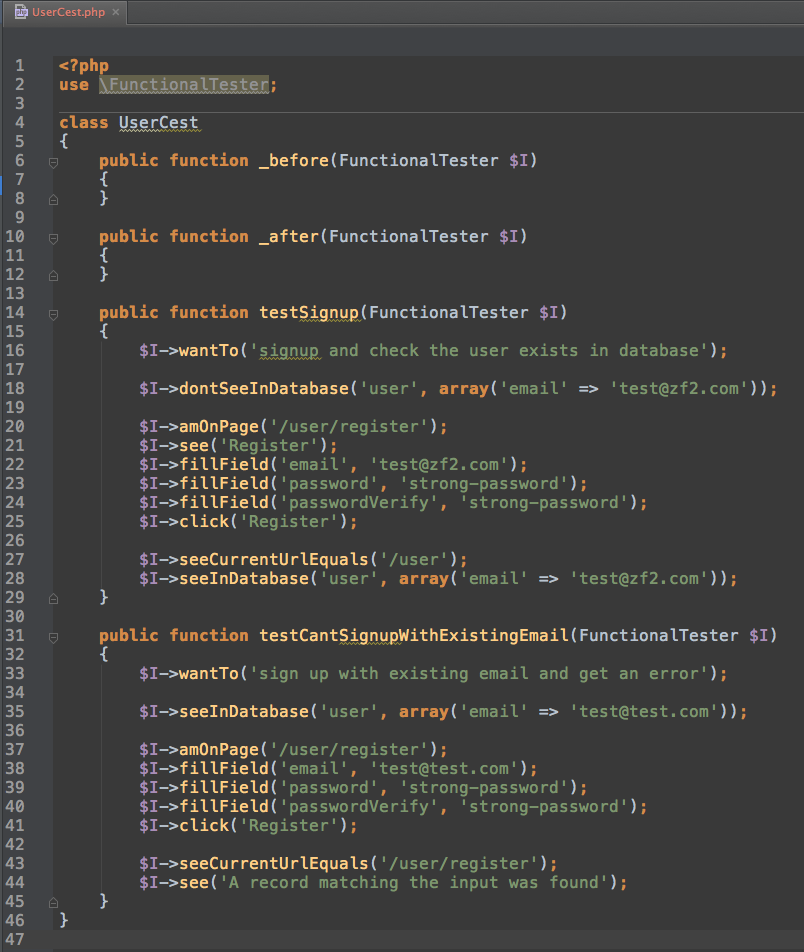 UserCest.php
1 <?php
2 use \FunctionalTester;
3
4 class UserCest
5 {
6     public function _before(FunctionalTester $I)
7     {
8     }
9
10     public function _after(FunctionalTester $I)
11     {
12     }
13
14     public function testSignup(FunctionalTester $I)
15     {
16         $I->wantTo('signup and check the user exists in database');
17
18         $I->dontSeeInDatabase('user', array('email' => 'test@zf2.com'));
19
20         $I->amOnPage('/user/register');
21         $I->see('Register');
22         $I->fillField('email', 'test@zf2.com');
23         $I->fillField('password', 'strong-password');
24         $I->fillField('passwordVerify', 'strong-password');
25         $I->click('Register');
26
27         $I->seeCurrentUrlEquals('/user');
28         $I->seeInDatabase('user', array('email' => 'test@zf2.com'));
29     }
30
31     public function testCantSignupWithExistingEmail(FunctionalTester $I)
32     {
33         $I->wantTo('sign up with existing email and get an error');
34
35         $I->seeInDatabase('user', array('email' => 'test@test.com'));
36
37         $I->amOnPage('/user/register');
38         $I->fillField('email', 'test@test.com');
39         $I->fillField('password', 'strong-password');
40         $I->fillField('passwordVerify', 'strong-password');
41         $I->click('Register');
42
43         $I->seeCurrentUrlEquals('/user/register');
44         $I->see('A record matching the input was found');
45     }
46 }
47